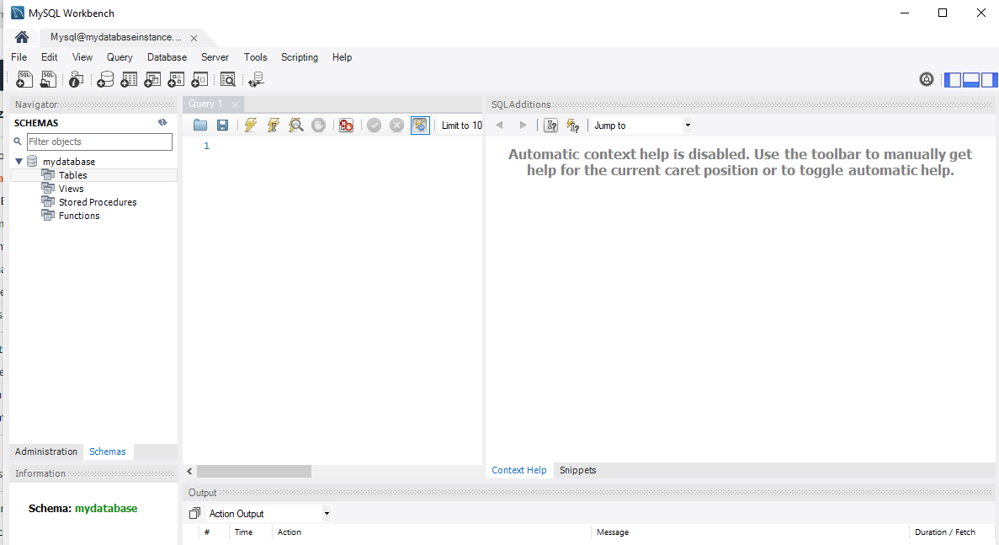 MySQL Workbench
Mysql@mydatabaseinstance. ...
File Edit View Query Database Server Tools Scripting Help
Navigator
SCHEMAS
Filter objects
mydatabase
Tables
Views
Stored Procedures
Functions
Administration Schemas
Information
Schema: mydatabase
Query 1
Limit to 10
1
SQLAdditions
Jump to
Automatic context help is disabled. Use the toolbar to manually get
help for the current caret position or to toggle automatic help.
Context Help Snippets
Output
Action Output
# Time Action Message Duration / Fetch